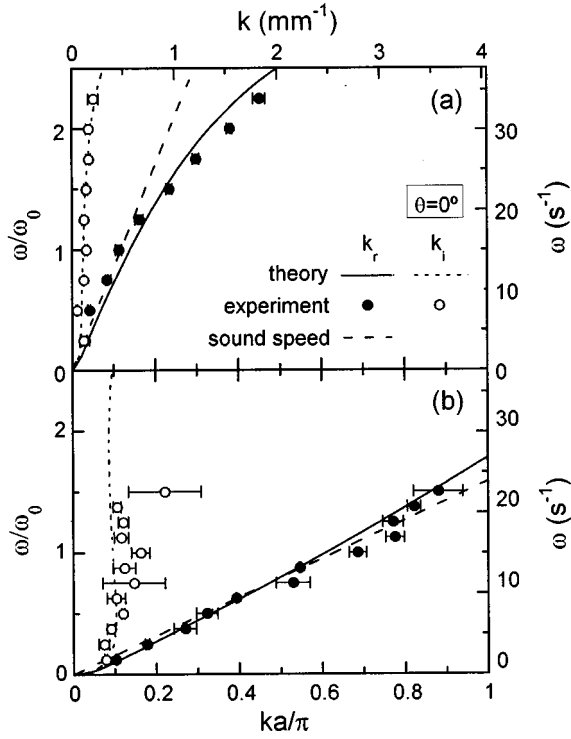 k (mm⁻¹)
0 1 2 3 4
(a)
2
1
0
ω/ω₀
30
20
10
0
ω (s⁻¹)
θ=0º
k_r k_i
theory
experiment
sound speed
(b)
2
1
0
ω/ω₀
30
20
10
0
ω (s⁻¹)
0 0.2 0.4 0.6 0.8 1
ka/π